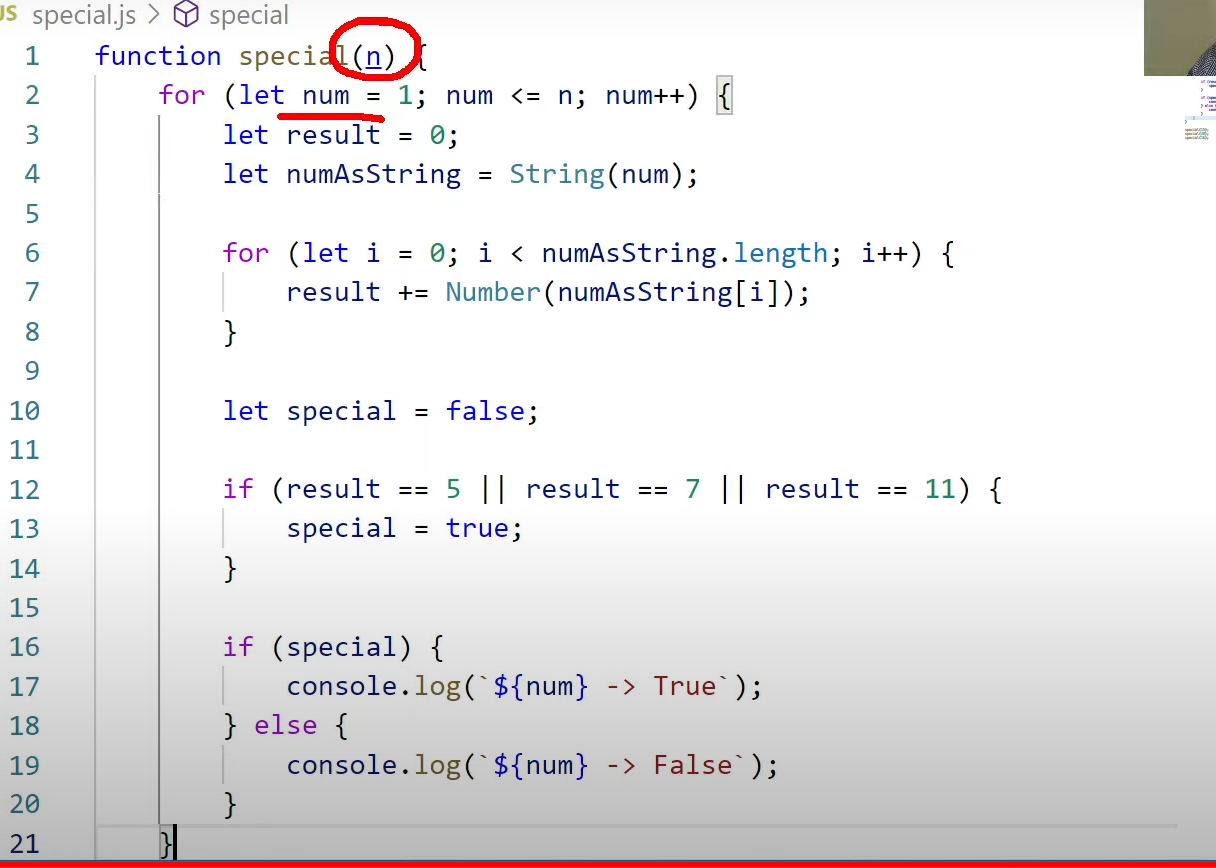 JS special.js > special
1 function special(n) {
2 for (let num = 1; num <= n; num++) {
3 let result = 0;
4 let numAsString = String(num);
5
6 for (let i = 0; i < numAsString.length; i++) {
7 result += Number(numAsString[i]);
8 }
9
10 let special = false;
11
12 if (result == 5 || result == 7 || result == 11) {
13 special = true;
14 }
15
16 if (special) {
17 console.log(`${num} -> True`);
18 } else {
19 console.log(`${num} -> False`);
20 }
21 }